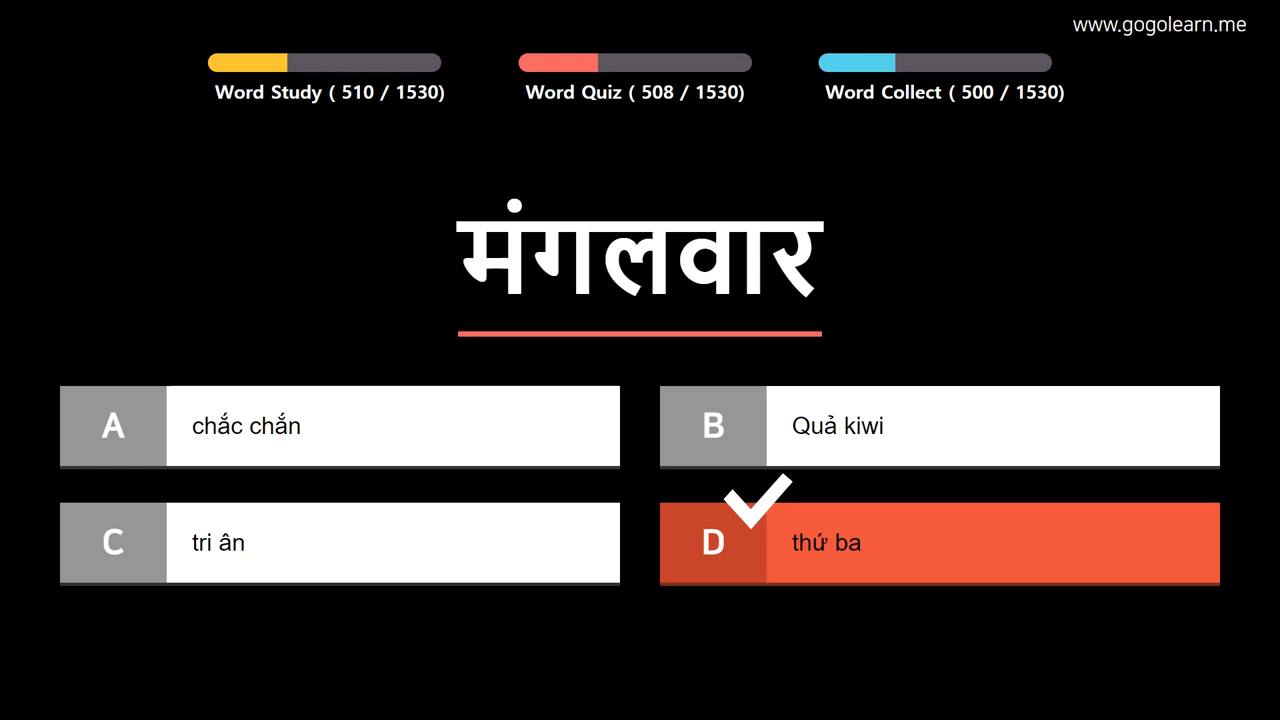 www.gogolearn.me
Word Study ( 510 / 1530)
Word Quiz ( 508 / 1530)
Word Collect ( 500 / 1530)
मंगलवार
A
chắc chắn
B
Quả kiwi
C
tri ân
D
thứ ba